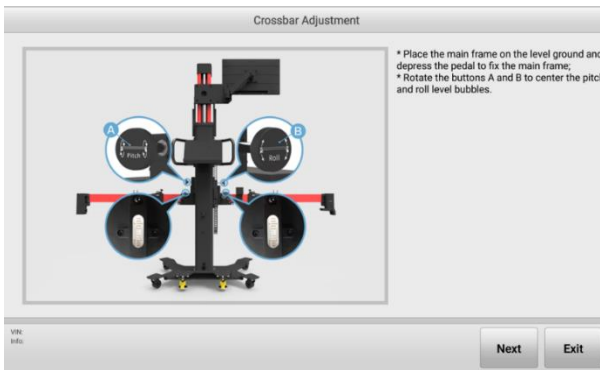 Crossbar Adjustment
* Place the main frame on the level ground and
depress the pedal to fix the main frame;
* Rotate the buttons A and B to center the pitch
and roll level bubbles.
A
B
Pitch
Roll
VIN:
Info:
Next
Exit